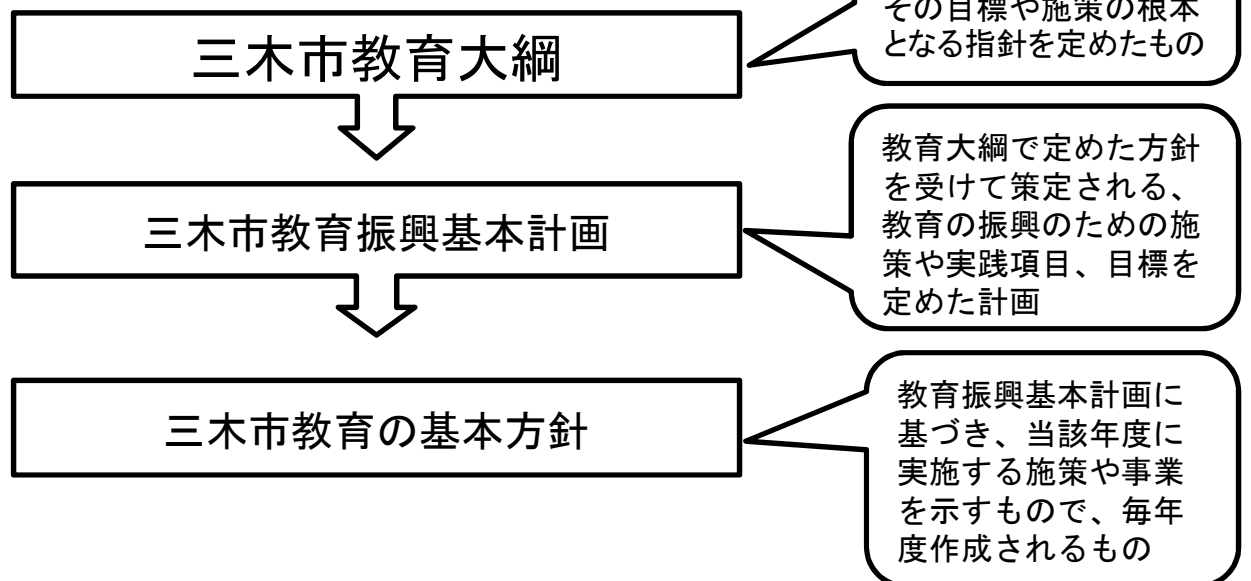 その目標や施策の根本
となる指針を定めたもの
三木市教育大綱
教育大綱で定めた方針
を受けて策定される、
教育の振興のための施
策や実践項目、目標を
定めた計画
三木市教育振興基本計画
教育振興基本計画に
基づき、当該年度に
実施する施策や事業
を示すもので、毎年
度作成されるもの
三木市教育の基本方針